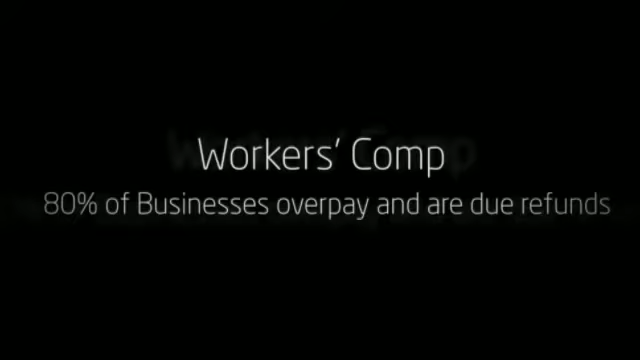 Workers' Comp
80% of Businesses overpay and are due refunds